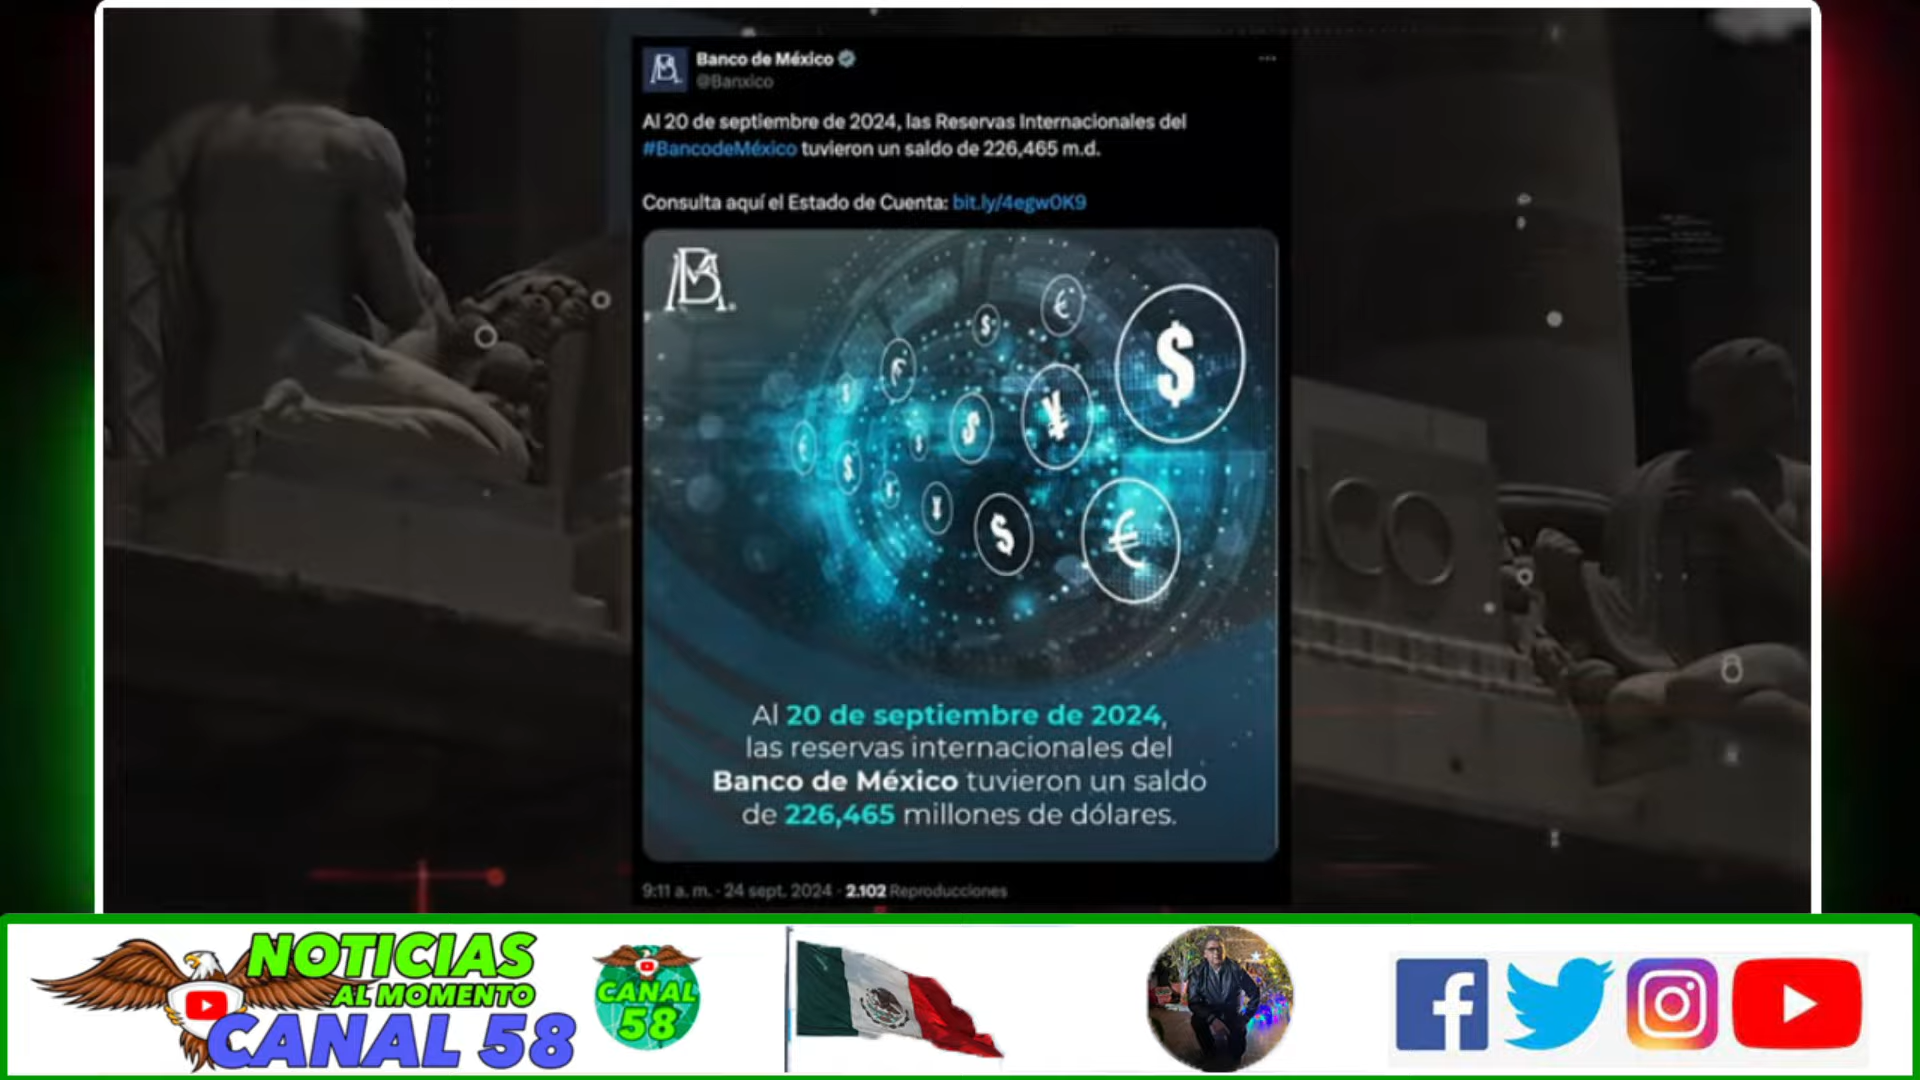 Banco de México
@Banxico
Al 20 de septiembre de 2024, las Reservas Internacionales del
#BancodeMéxico tuvieron un saldo de 226,465 m.d.
Consulta aquí el Estado de Cuenta: bit.ly/4egw0K9
BM
Al 20 de septiembre de 2024,
las reservas internacionales del
Banco de México tuvieron un saldo
de 226,465 millones de dólares.
9:11 a. m. · 24 sept. 2024 · 2.102 Reproducciones
ICO
NOTICIAS
AL MOMENTO
CANAL 58
CANAL
58